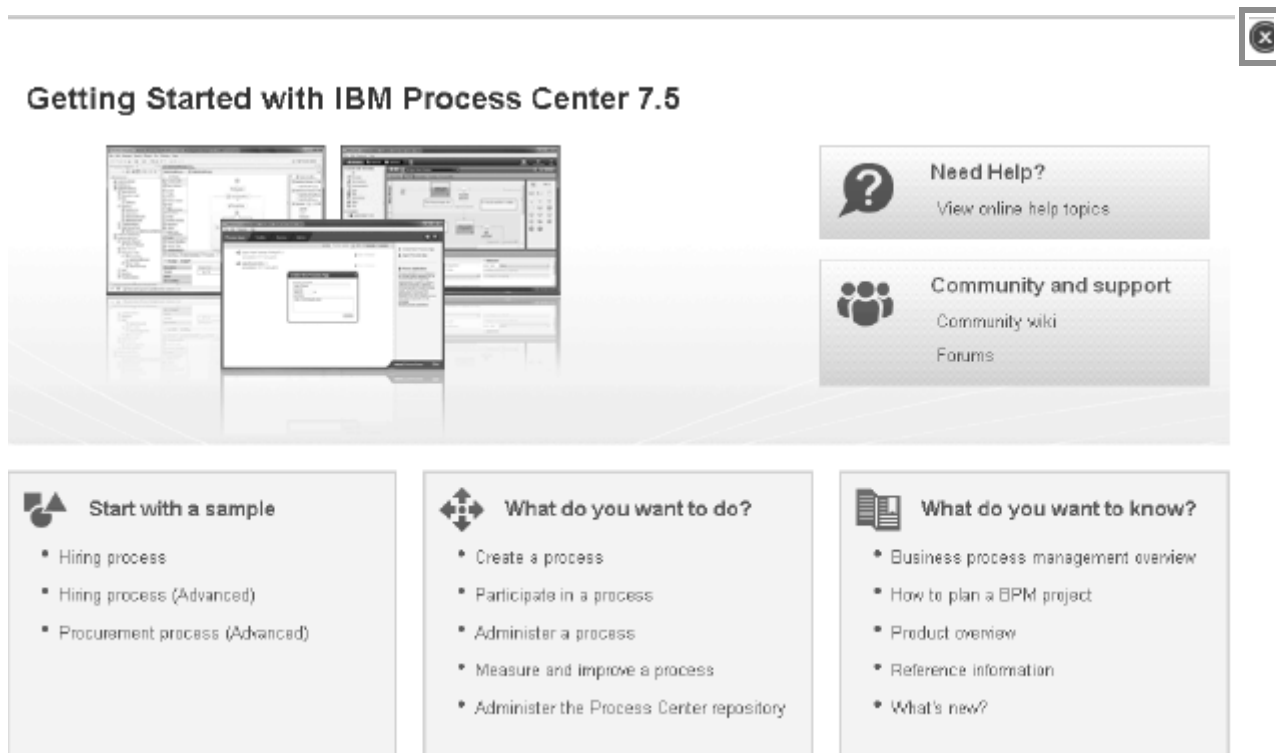 Getting Started with IBM Process Center 7.5
Need Help?
View online help topics
Community and support
Community wiki
Forums
Start with a sample
• Hiring process
• Hiring process (Advanced)
• Procurement process (Advanced)
What do you want to do?
• Create a process
• Participate in a process
• Administer a process
• Measure and improve a process
• Administer the Process Center repository
What do you want to know?
• Business process management overview
• How to plan a BPM project
• Product overview
• Reference information
• What's new?